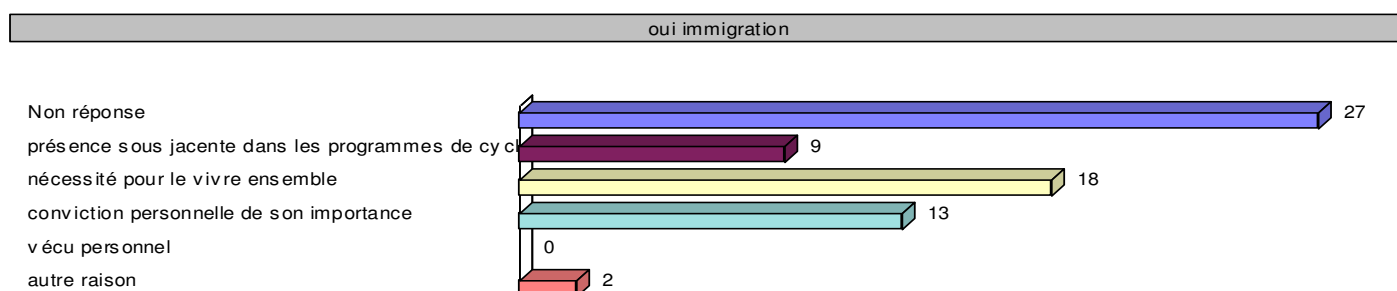 oui immigration
Non réponse 27
présence sous jacente dans les programmes de cycl 9
nécessité pour le vivre ensemble 18
conviction personnelle de son importance 13
vécu personnel 0
autre raison 2